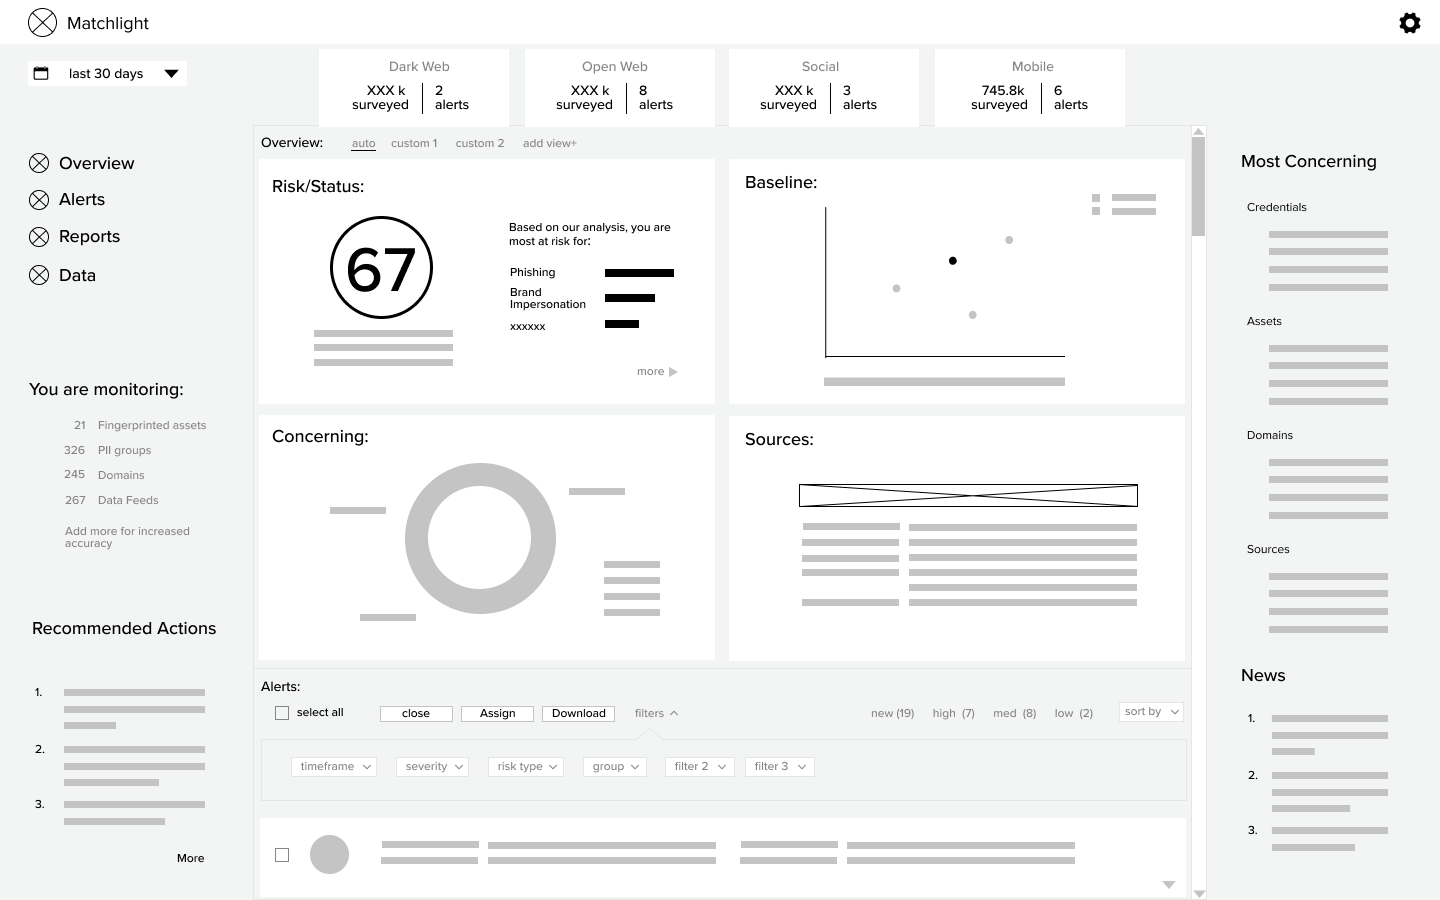 Matchlight
last 30 days
Dark Web
XXX k
surveyed
2
alerts
Open Web
XXX k
surveyed
8
alerts
Social
XXX k
surveyed
3
alerts
Mobile
745.8k
surveyed
6
alerts
Overview
Alerts
Reports
Data
You are monitoring:
21 Fingerprinted assets
326 PII groups
245 Domains
267 Data Feeds
Add more for increased
accuracy
Recommended Actions
1.
2.
3.
More
Overview: auto custom 1 custom 2 add view+
Risk/Status:
67
Based on our analysis, you are
most at risk for:
Phishing
Brand
Impersonation
xxxxxx
more
Baseline:
Concerning:
Sources:
Alerts:
select all close Assign Download filters new (19) high (7) med (8) low (2) sort by
timeframe severity risk type group filter 2 filter 3
Most Concerning
Credentials
Assets
Domains
Sources
News
1.
2.
3.